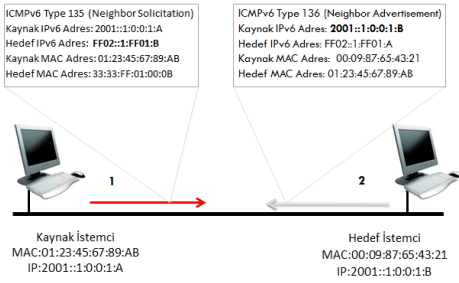 ICMPv6 Type 135 (Neighbor Solicitation)
Kaynak IPv6 Adres: 2001::1:0:0:1:A
Hedef IPv6 Adres: FF02::1:FF01:B
Kaynak MAC Adres: 01:23:45:67:89:AB
Hedef MAC Adres: 33:33:FF:01:00:0B
ICMPv6 Type 136 (Neighbor Advertisement)
Kaynak IPv6 Adres: 2001::1:0:0:1:B
Hedef IPv6 Adres: FF02::1:FF01:A
Kaynak MAC Adres: 00:09:87:65:43:21
Hedef MAC Adres: 01:23:45:67:89:AB
1
2
Kaynak İstemci
MAC:01:23:45:67:89:AB
IP:2001::1:0:0:1:A
Hedef İstemci
MAC:00:09:87:65:43:21
IP:2001::1:0:0:1:B